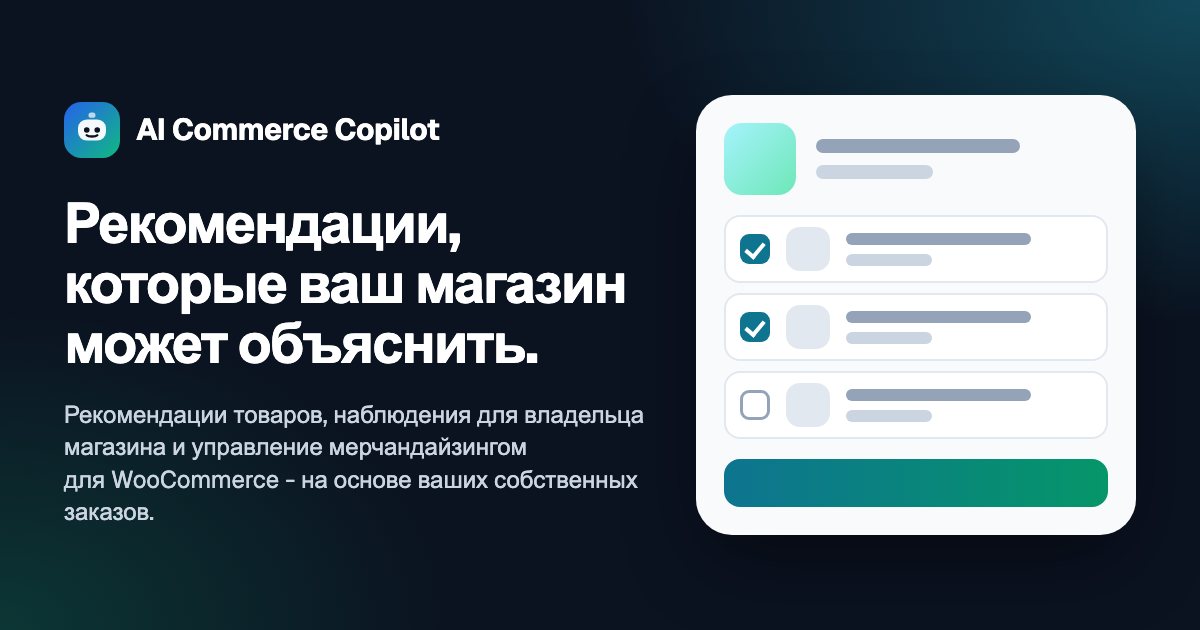 AI Commerce Copilot
Рекомендации,
которые ваш магазин
может объяснить.
Рекомендации товаров, наблюдения для владельца
магазина и управление мерчандайзингом
для WooCommerce - на основе ваших собственных
заказов.